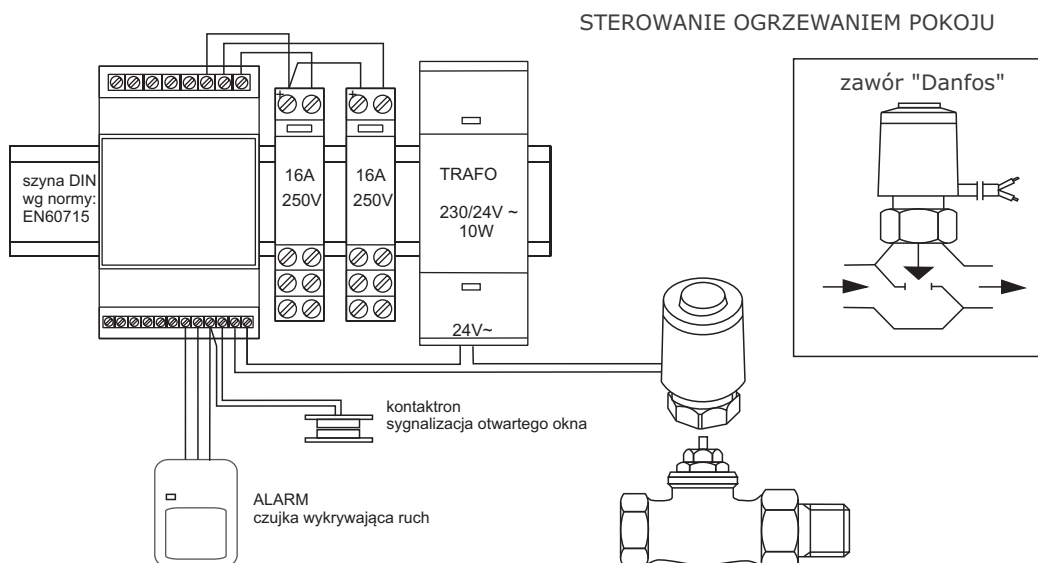 STEROWANIE OGRZEWANIEM POKOJU
zawór "Danfos"
szyna DIN
wg normy:
EN60715
+
16A
250V
+
16A
250V
TRAFO
230/24V ~
10W
24V~
kontaktron
sygnalizacja otwartego okna
ALARM
czujka wykrywająca ruch